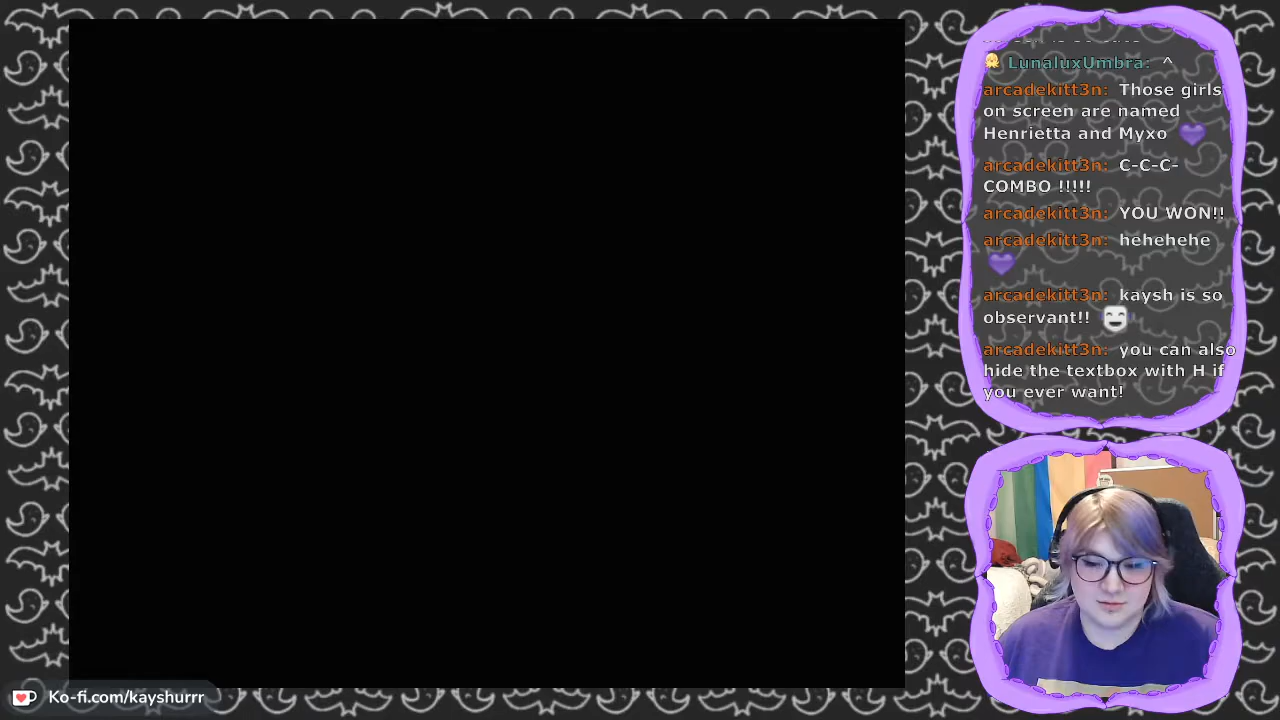 LunaluxUmbra: ^
arcadekitt3n: Those girls
on screen are named
Henrietta and Myxo
arcadekitt3n: C-C-C-
COMBO !!!!!
arcadekitt3n: YOU WON!!
arcadekitt3n: hehehehe
arcadekitt3n: kaysh is so
observant!!
arcadekitt3n: you can also
hide the textbox with H if
you ever want!
Ko-fi.com/kayshurrr